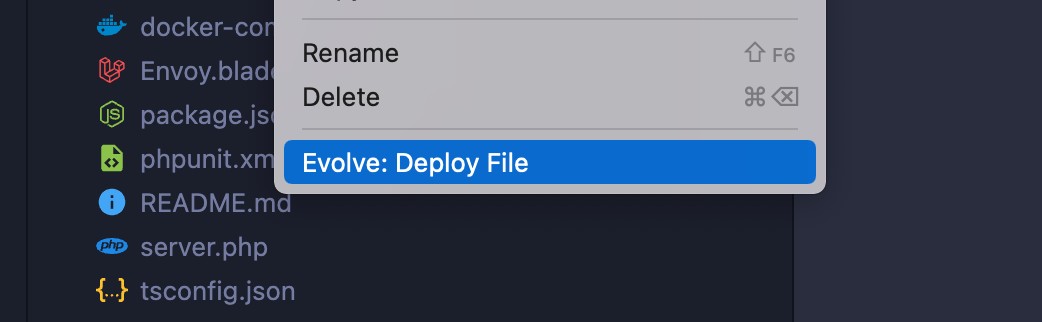 docker-con
Rename
⇧ F6
Envoy.blade
Delete
⌘⌫
package.jso
phpunit.xm
Evolve: Deploy File
README.md
php
server.php
{...}
tsconfig.json